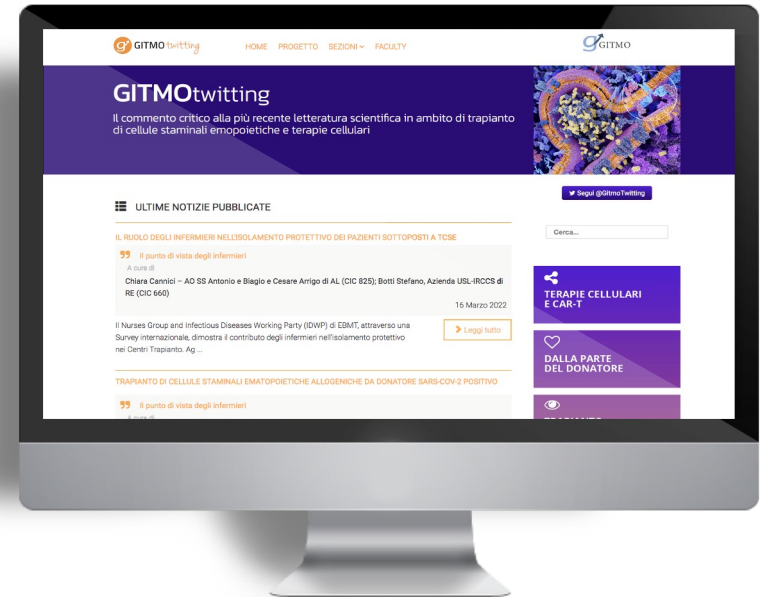 GITMO twitting
HOME PROGETTO SEZIONI FACULTY
GITMO
GITMOtwitting
Il commento critico alla più recente letteratura scientifica in ambito di trapianto
di cellule staminali emopoietiche e terapie cellulari
Segui @GitmoTwitting
ULTIME NOTIZIE PUBBLICATE
Cerca...
IL RUOLO DEGLI INFERMIERI NELL'ISOLAMENTO PROTETTIVO DEI PAZIENTI SOTTOPOSTI A TCSE
Il punto di vista degli infermieri
A cura di
Chiara Cannici – AO SS Antonio e Biagio e Cesare Arrigo di AL (CIC 825); Botti Stefano, Azienda USL-IRCCS di
RE (CIC 660)
16 Marzo 2022
Il Nurses Group and Infectious Diseases Working Party (IDWP) di EBMT, attraverso una
Survey internazionale, dimostra il contributo degli infermieri nell'isolamento protettivo
nei Centri Trapianto. Ag ...
Leggi tutto
TRAPIANTO DI CELLULE STAMINALI EMATOPOIETICHE ALLOGENICHE DA DONATORE SARS-COV-2 POSITIVO
Il punto di vista degli infermieri
A cura di
TERAPIE CELLULARI
E CAR-T
DALLA PARTE
DEL DONATORE
TRAPIANTO